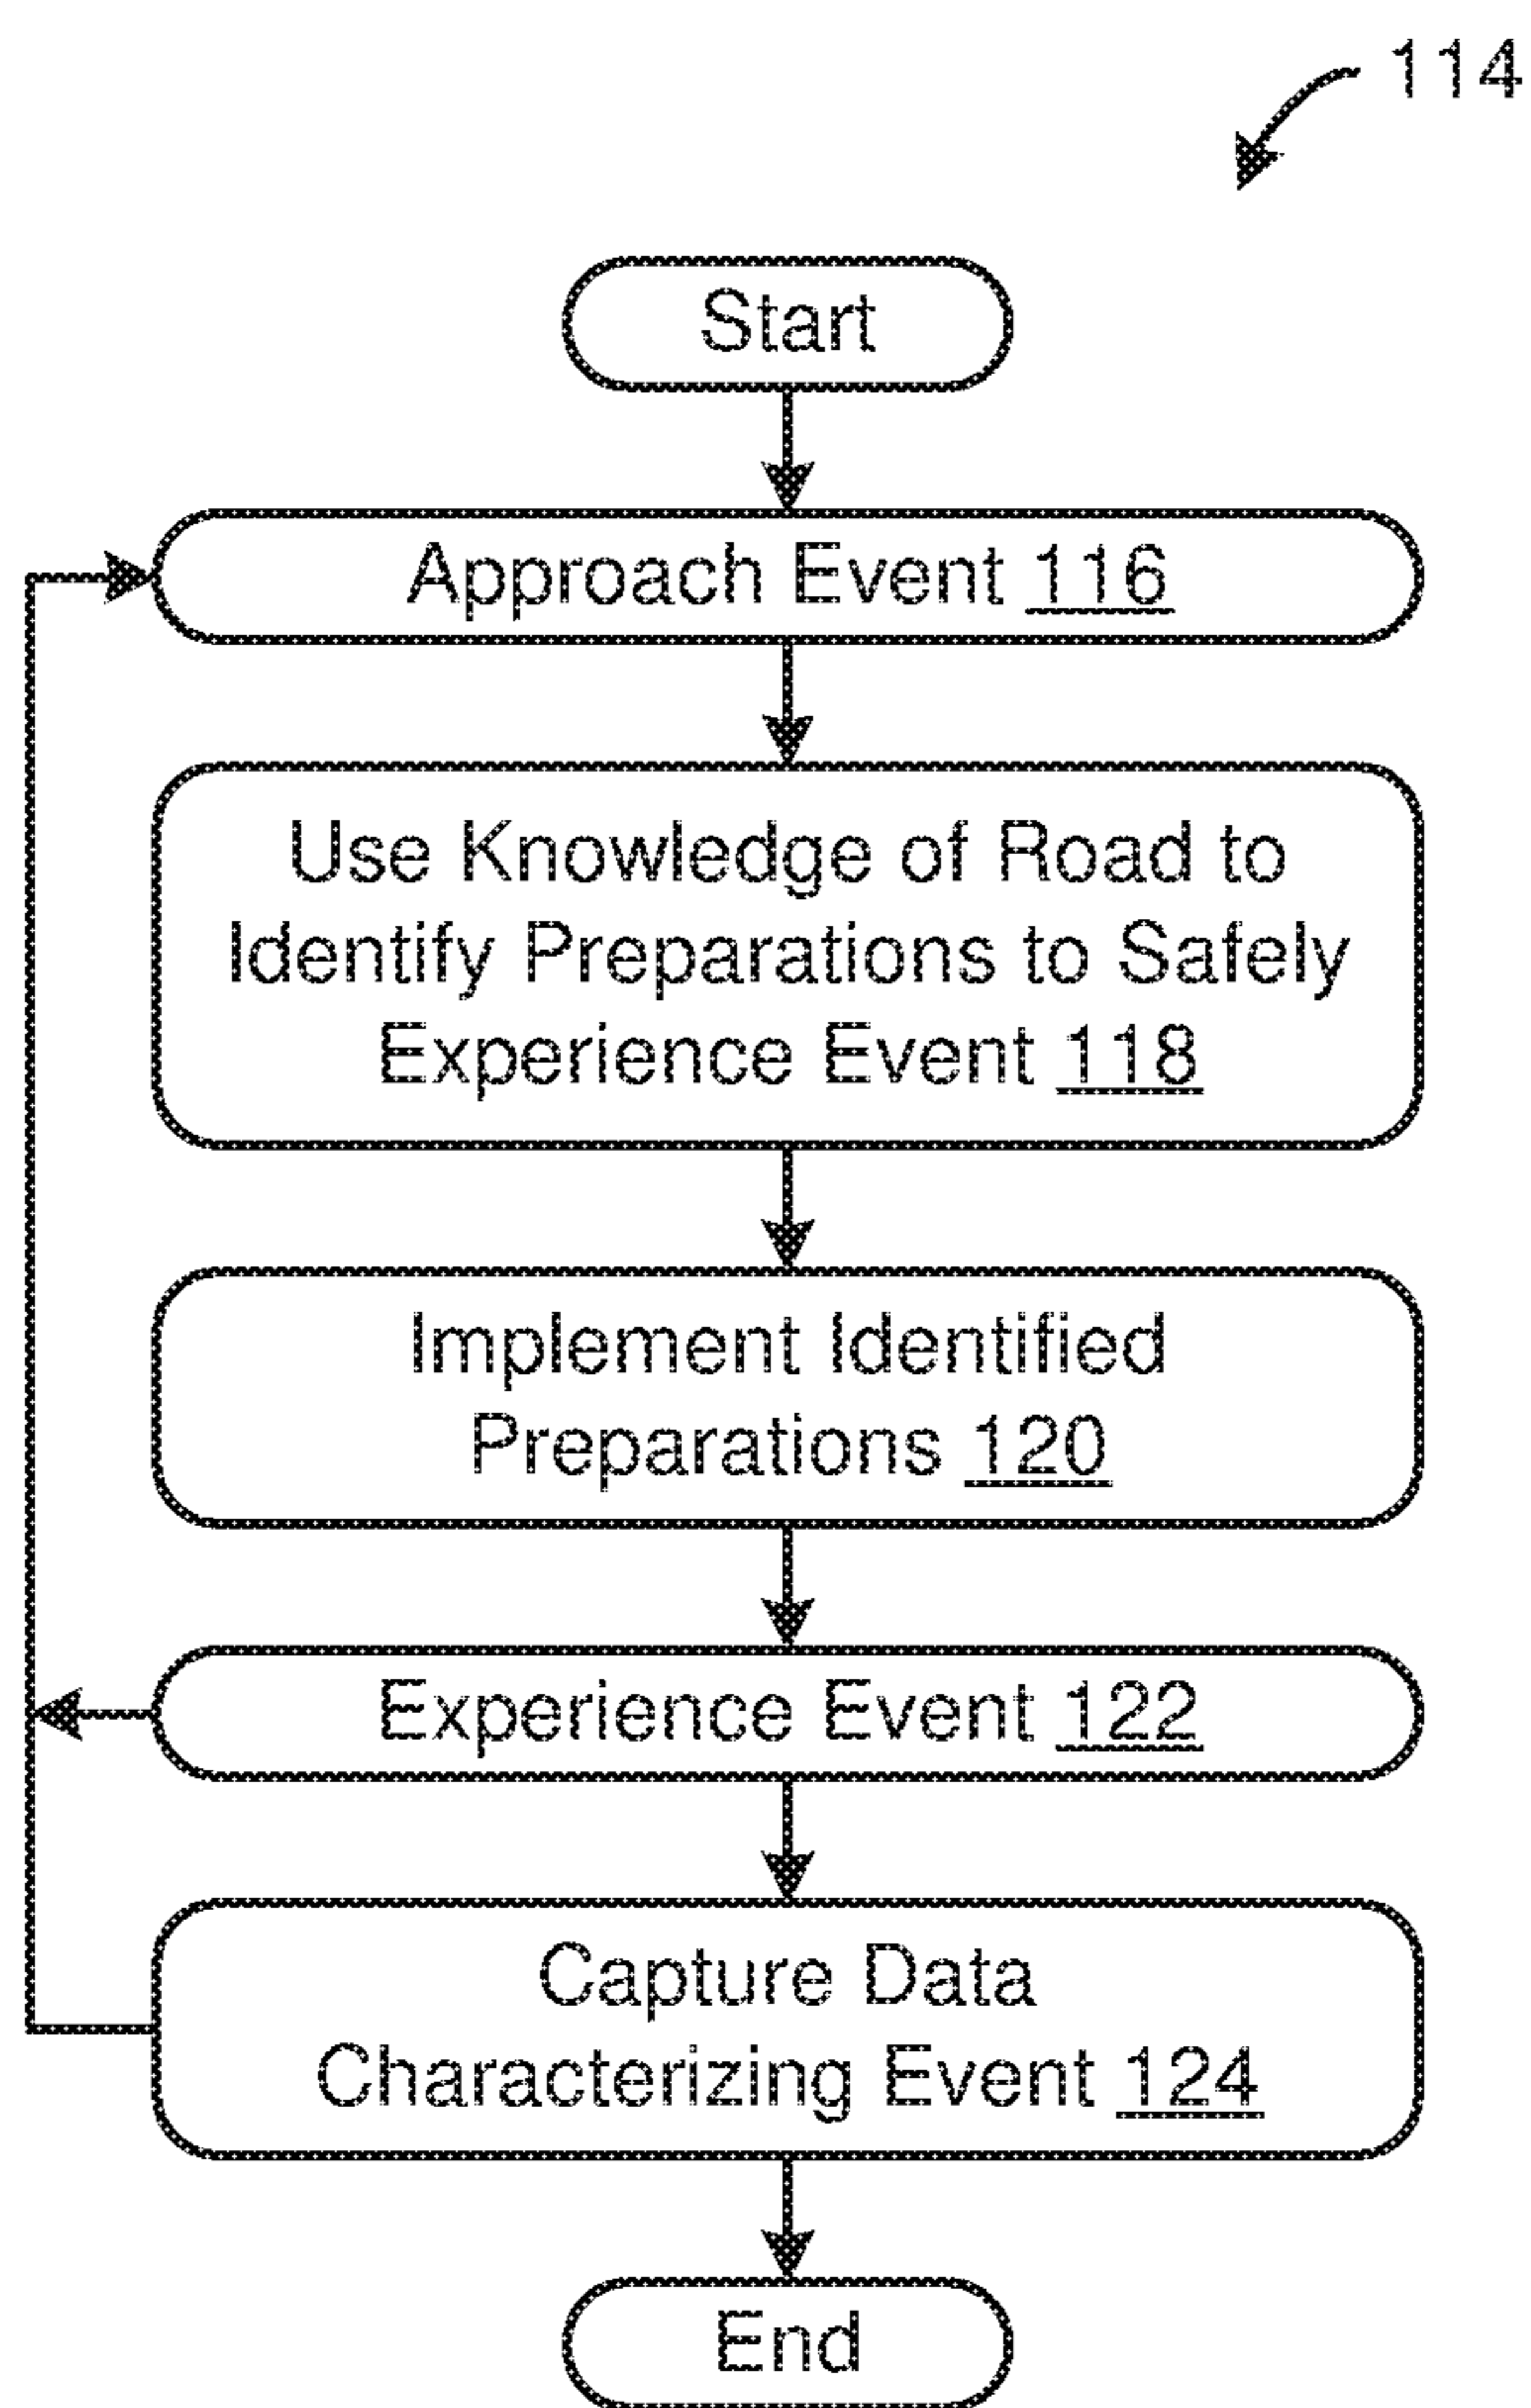 114
Start
Approach Event 116
Use Knowledge of Road to
Identify Preparations to Safely
Experience Event 118
Implement Identified
Preparations 120
Experience Event 122
Capture Data
Characterizing Event 124
End